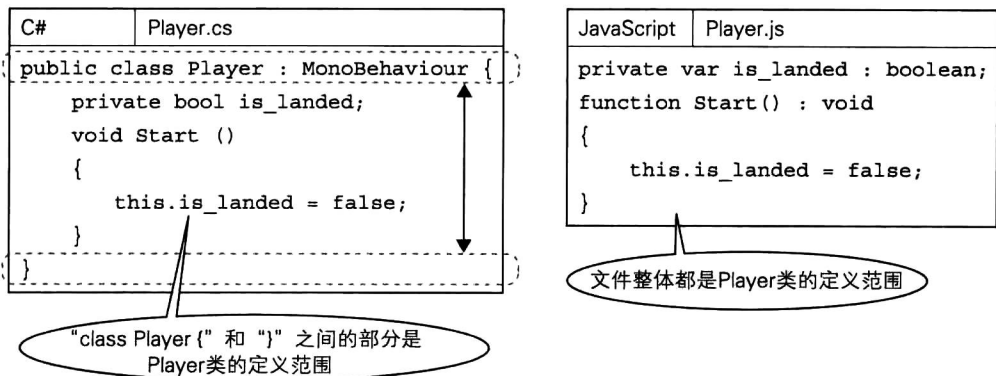 C# Player.cs
public class Player : MonoBehaviour {
private bool is_landed;
void Start ()
{
this.is_landed = false;
}
}
“class Player {” 和 “}” 之间的部分是
Player类的定义范围
JavaScript Player.js
private var is_landed : boolean;
function Start() : void
{
this.is_landed = false;
}
文件整体都是Player类的定义范围